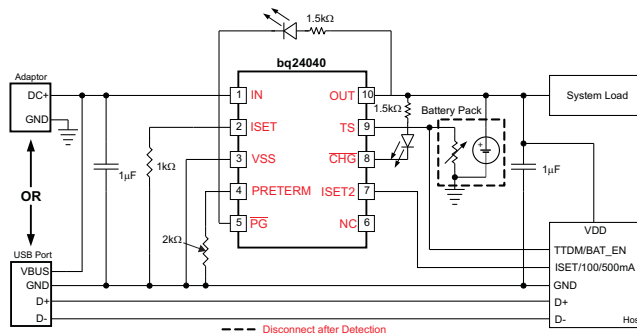 1.5kΩ
bq24040
Adaptor
DC+
GND
OR
USB Port
VBUS
GND
D+
D-
1μF
1kΩ
2kΩ
1 IN
2 ISET
3 VSS
4 PRETERM
5 PG
OUT 10
TS 9
CHG 8
ISET2 7
NC 6
1.5kΩ
Battery Pack
+
1μF
System Load
VDD
TTDM/BAT_EN
ISET/100/500mA
GND
D+
D-
Disconnect after Detection